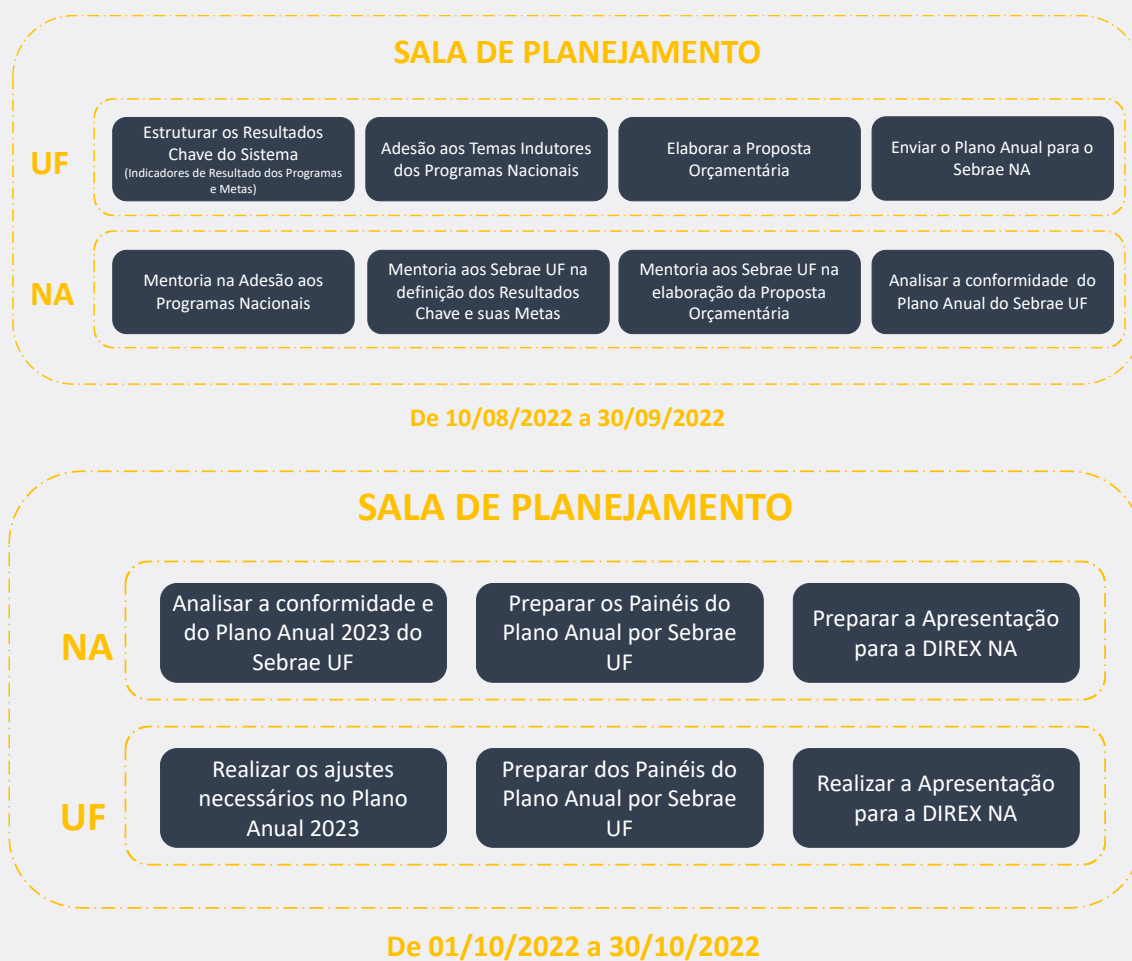 SALA DE PLANEJAMENTO
UF
Estruturar os Resultados
Chave do Sistema
(Indicadores de Resultado dos Programas
e Metas)
Adesão aos Temas Indutores
dos Programas Nacionais
Elaborar a Proposta
Orçamentária
Enviar o Plano Anual para o
Sebrae NA
NA
Mentoria na Adesão aos
Programas Nacionais
Mentoria aos Sebrae UF na
definição dos Resultados
Chave e suas Metas
Mentoria aos Sebrae UF na
elaboração da Proposta
Orçamentária
Analisar a conformidade do
Plano Anual do Sebrae UF
De 10/08/2022 a 30/09/2022
SALA DE PLANEJAMENTO
NA
Analisar a conformidade e
do Plano Anual 2023 do
Sebrae UF
Preparar os Painéis do
Plano Anual por Sebrae
UF
Preparar a Apresentação
para a DIREX NA
UF
Realizar os ajustes
necessários no Plano
Anual 2023
Preparar dos Painéis do
Plano Anual por Sebrae
UF
Realizar a Apresentação
para a DIREX NA
De 01/10/2022 a 30/10/2022